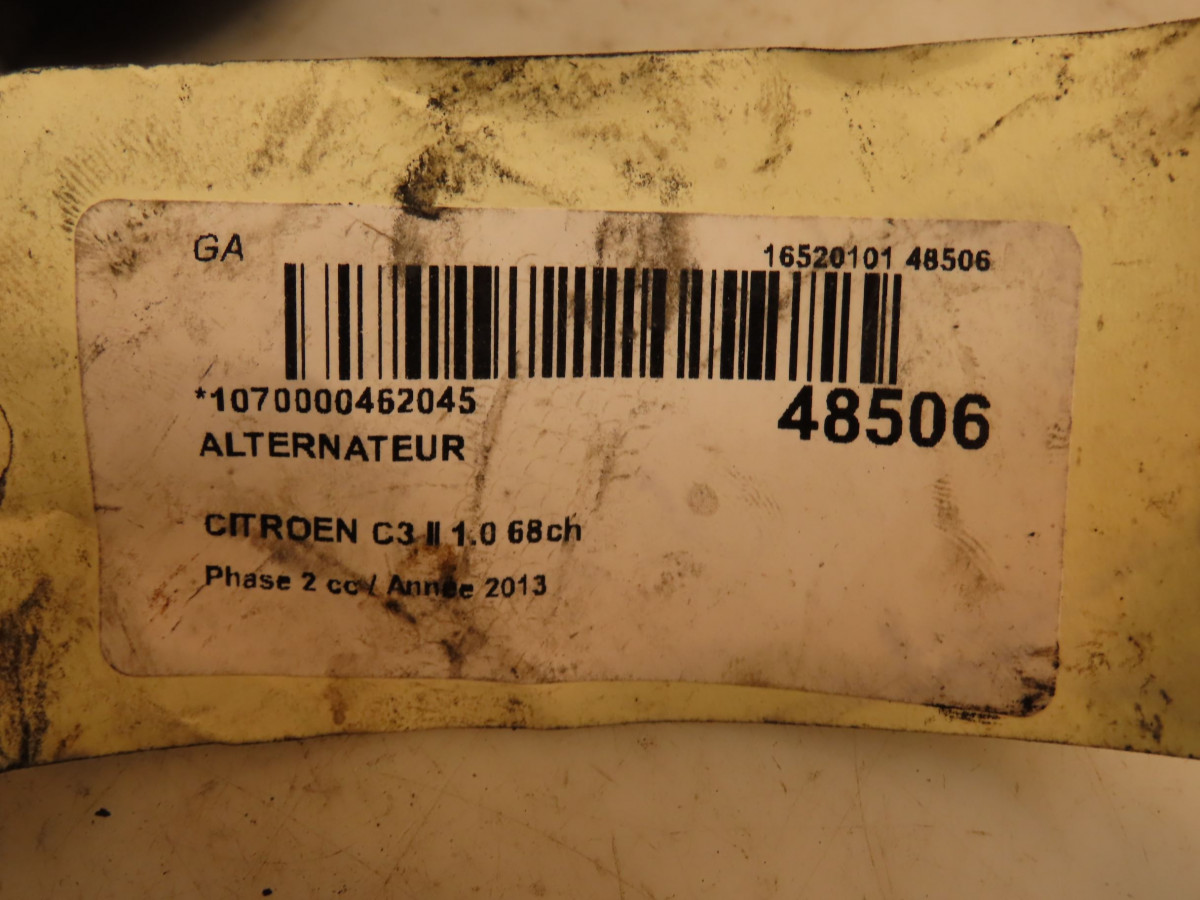 GA
16520101 48506
*1070000462045
48506
ALTERNATEUR
CITROEN C3 II 1.0 68ch
Phase 2 cc / Année 2013